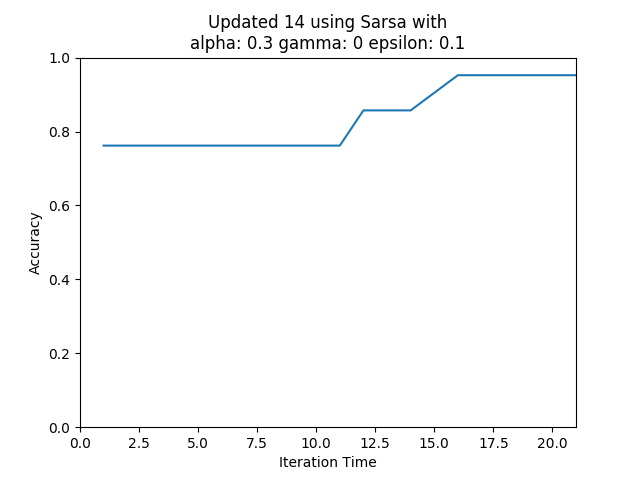 Updated 14 using Sarsa with
alpha: 0.3 gamma: 0 epsilon: 0.1
1.0
0.8
0.6
0.4
0.2
0.0
Accuracy
0.0 2.5 5.0 7.5 10.0 12.5 15.0 17.5 20.0
Iteration Time